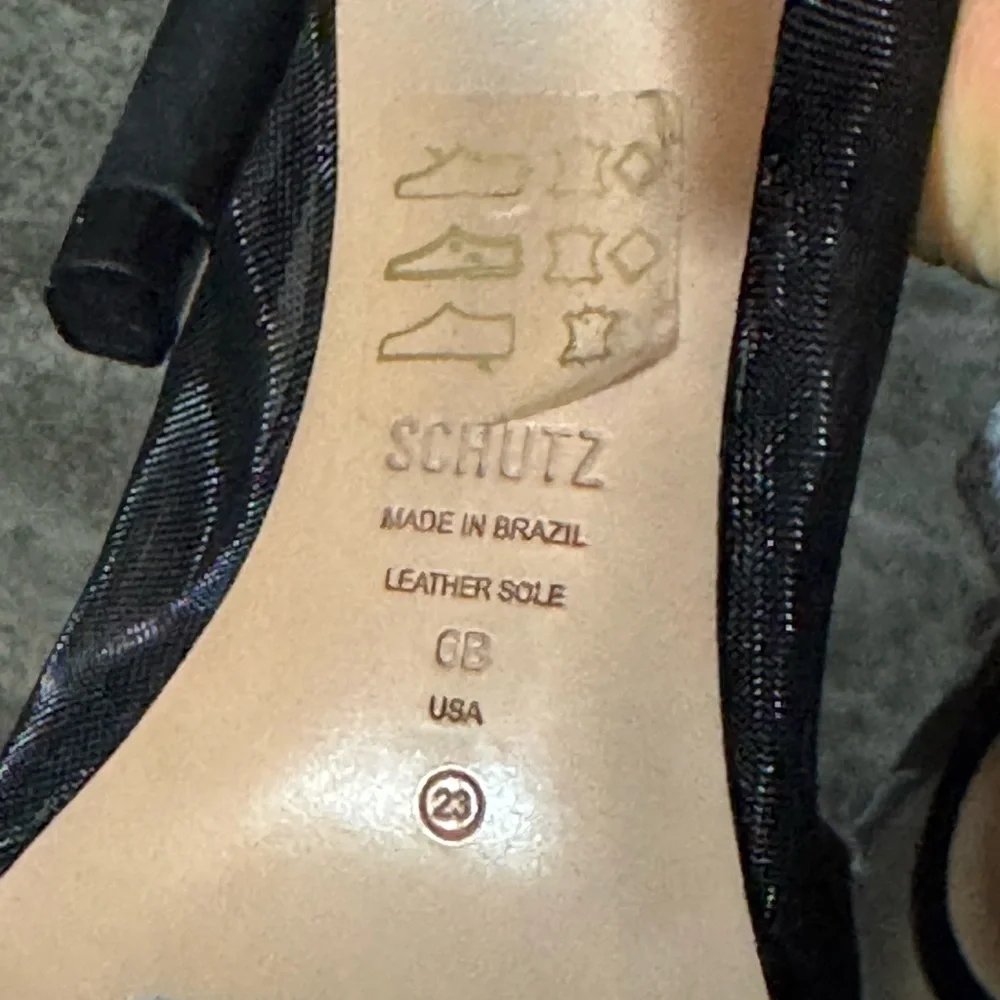 SCHUTZ
MADE IN BRAZIL
LEATHER SOLE
6B
USA
23